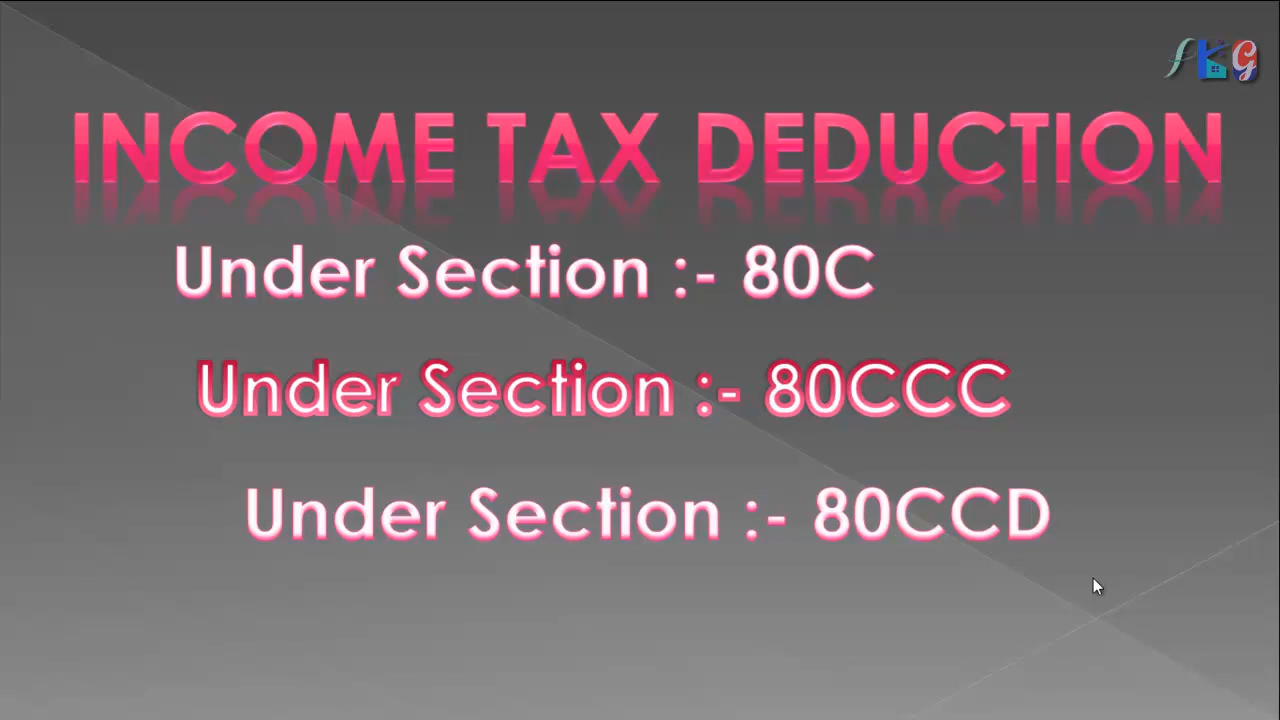 INCOME TAX DEDUCTION
Under Section :- 80C
Under Section :- 80CCC
Under Section :- 80CCD